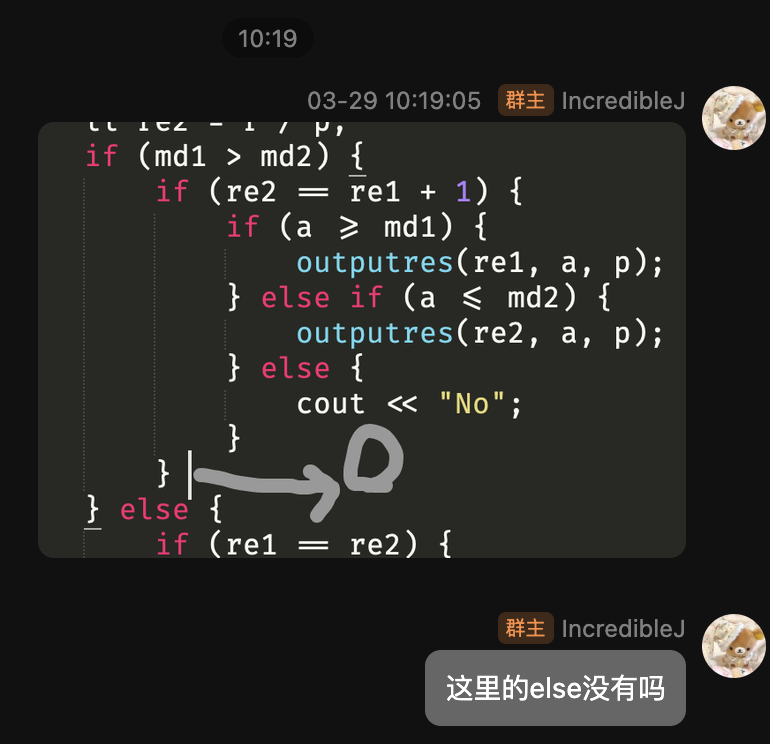 10:19
03-29 10:19:05 群主 IncredibleJ
ll re2 = r / p;
if (md1 > md2) {
if (re2 == re1 + 1) {
if (a >= md1) {
outputres(re1, a, p);
} else if (a <= md2) {
outputres(re2, a, p);
} else {
cout << "No";
}
}
} else {
if (re1 == re2) {
群主 IncredibleJ
这里的else没有吗